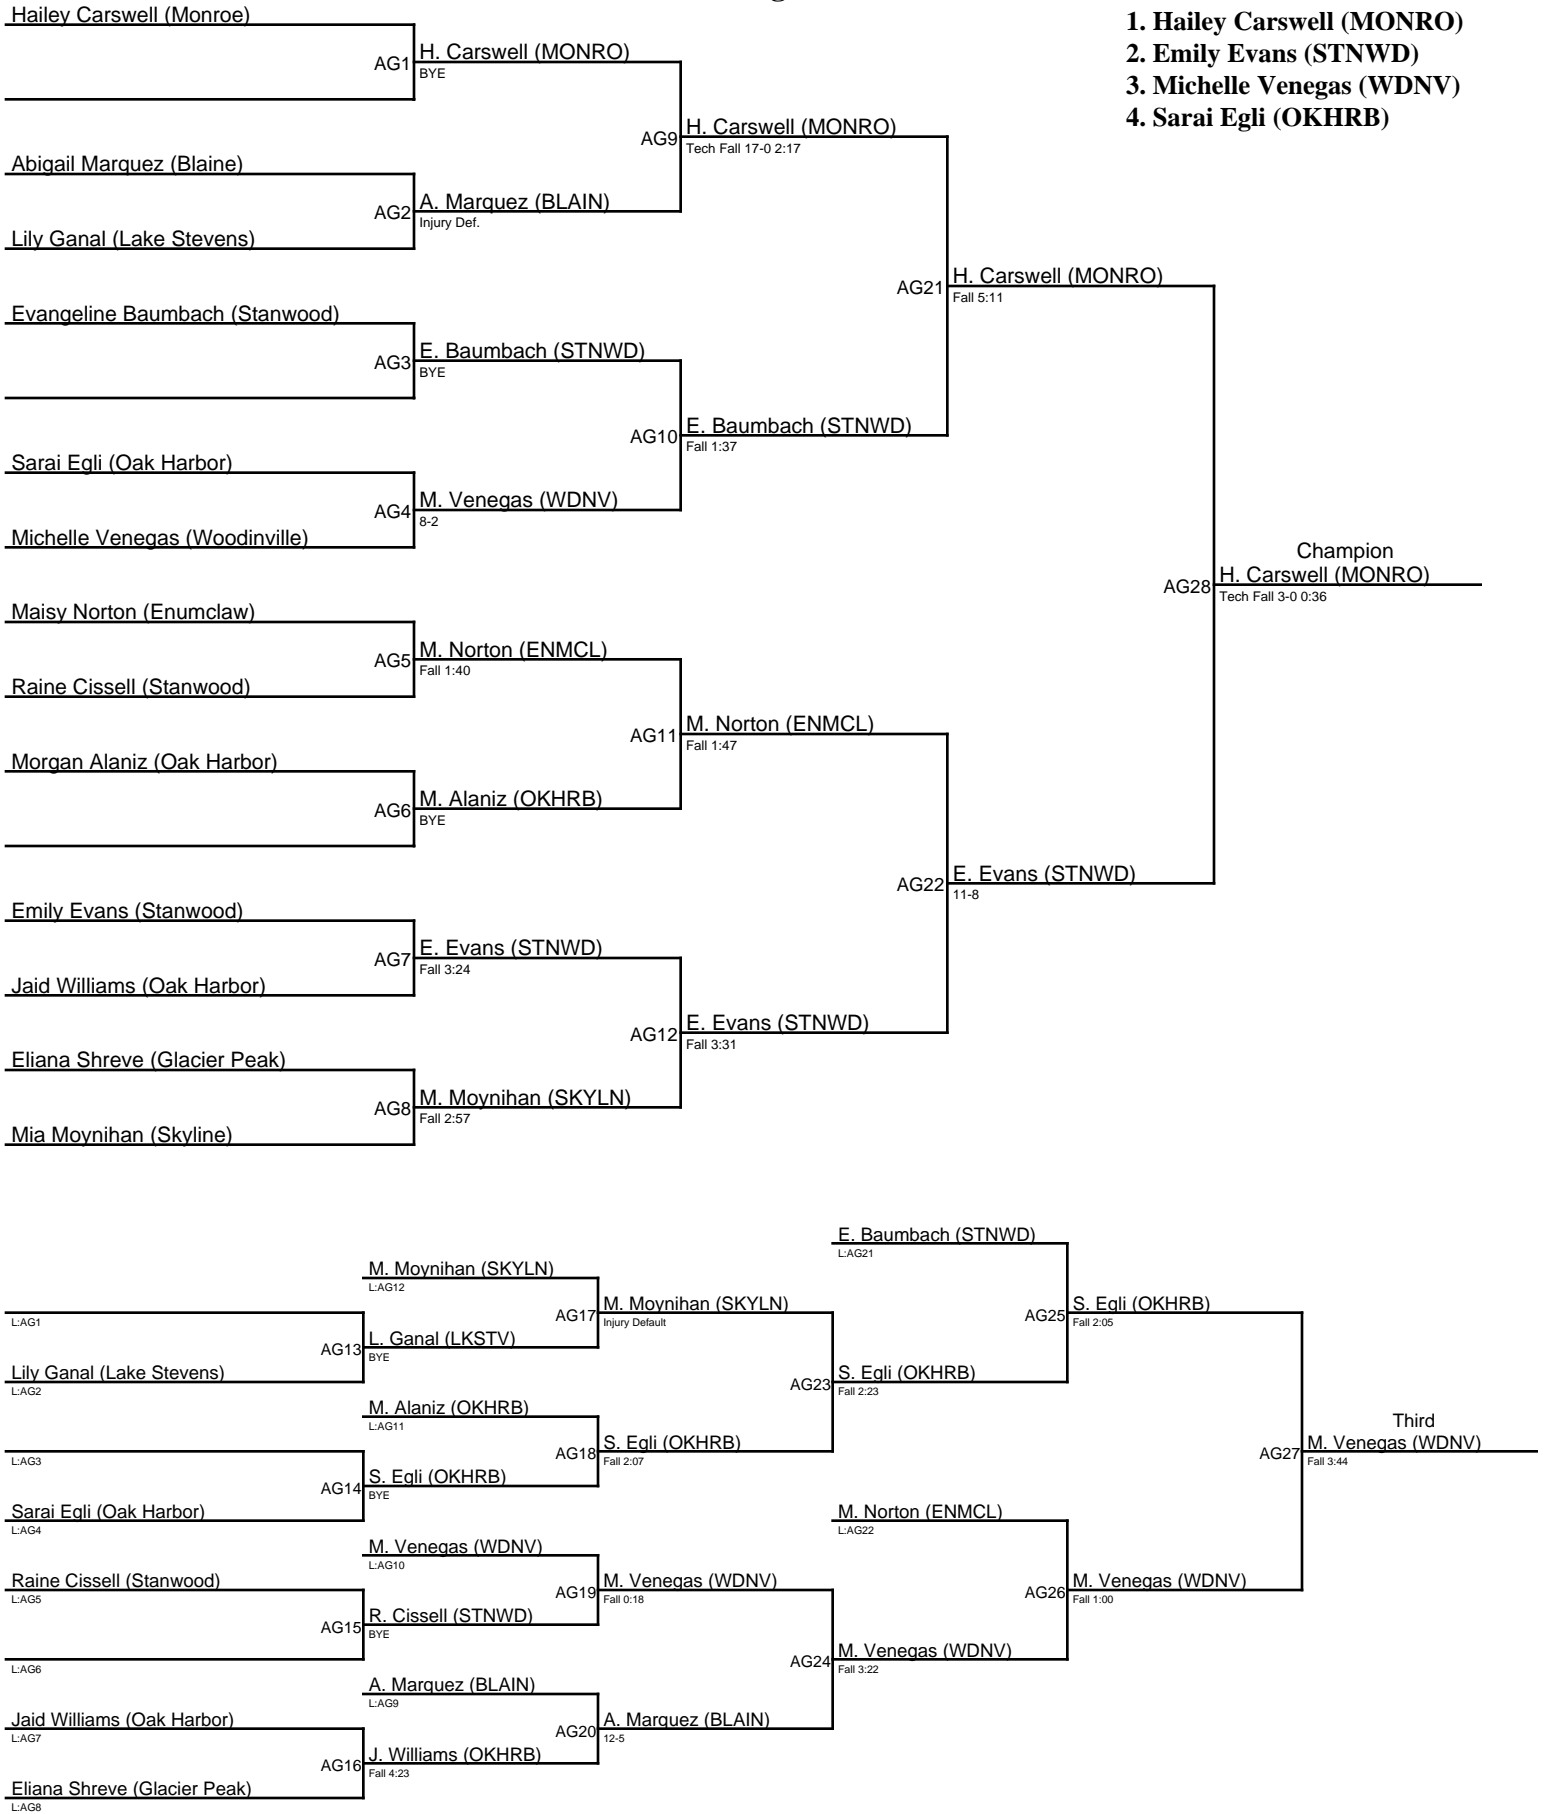 Hailey Carswell (Monroe)
1. Hailey Carswell (MONRO)
2. Emily Evans (STNWD)
3. Michelle Venegas (WDNV)
4. Sarai Egli (OKHRB)
AG1
H. Carswell (MONRO)
BYE
AG9
H. Carswell (MONRO)
Tech Fall 17-0 2:17
Abigail Marquez (Blaine)
AG2
A. Marquez (BLAIN)
Injury Def.
Lily Ganal (Lake Stevens)
AG21
H. Carswell (MONRO)
Fall 5:11
Evangeline Baumbach (Stanwood)
AG3
E. Baumbach (STNWD)
BYE
AG10
E. Baumbach (STNWD)
Fall 1:37
Sarai Egli (Oak Harbor)
AG4
M. Venegas (WDNV)
8-2
Michelle Venegas (Woodinville)
Champion
AG28
H. Carswell (MONRO)
Tech Fall 3-0 0:36
Maisy Norton (Enumclaw)
AG5
M. Norton (ENMCL)
Fall 1:40
Raine Cissell (Stanwood)
AG11
M. Norton (ENMCL)
Fall 1:47
Morgan Alaniz (Oak Harbor)
AG6
M. Alaniz (OKHRB)
BYE
AG22
E. Evans (STNWD)
11-8
Emily Evans (Stanwood)
AG7
E. Evans (STNWD)
Fall 3:24
Jaid Williams (Oak Harbor)
AG12
E. Evans (STNWD)
Fall 3:31
Eliana Shreve (Glacier Peak)
AG8
M. Moynihan (SKYLN)
Fall 2:57
Mia Moynihan (Skyline)
E. Baumbach (STNWD)
L:AG21
M. Moynihan (SKYLN)
L:AG12
AG17
M. Moynihan (SKYLN)
Injury Default
AG25
S. Egli (OKHRB)
Fall 2:05
L:AG1
AG13
L. Ganal (LKSTV)
BYE
Lily Ganal (Lake Stevens)
L:AG2
AG23
S. Egli (OKHRB)
Fall 2:23
M. Alaniz (OKHRB)
L:AG11
AG18
S. Egli (OKHRB)
Fall 2:07
Third
AG27
M. Venegas (WDNV)
Fall 3:44
L:AG3
AG14
S. Egli (OKHRB)
BYE
Sarai Egli (Oak Harbor)
L:AG4
M. Norton (ENMCL)
L:AG22
M. Venegas (WDNV)
L:AG10
Raine Cissell (Stanwood)
L:AG5
AG19
M. Venegas (WDNV)
Fall 0:18
AG26
M. Venegas (WDNV)
Fall 1:00
AG15
R. Cissell (STNWD)
BYE
L:AG6
AG24
M. Venegas (WDNV)
Fall 3:22
A. Marquez (BLAIN)
L:AG9
Jaid Williams (Oak Harbor)
L:AG7
AG20
A. Marquez (BLAIN)
12-5
AG16
J. Williams (OKHRB)
Fall 4:23
Eliana Shreve (Glacier Peak)
L:AG8